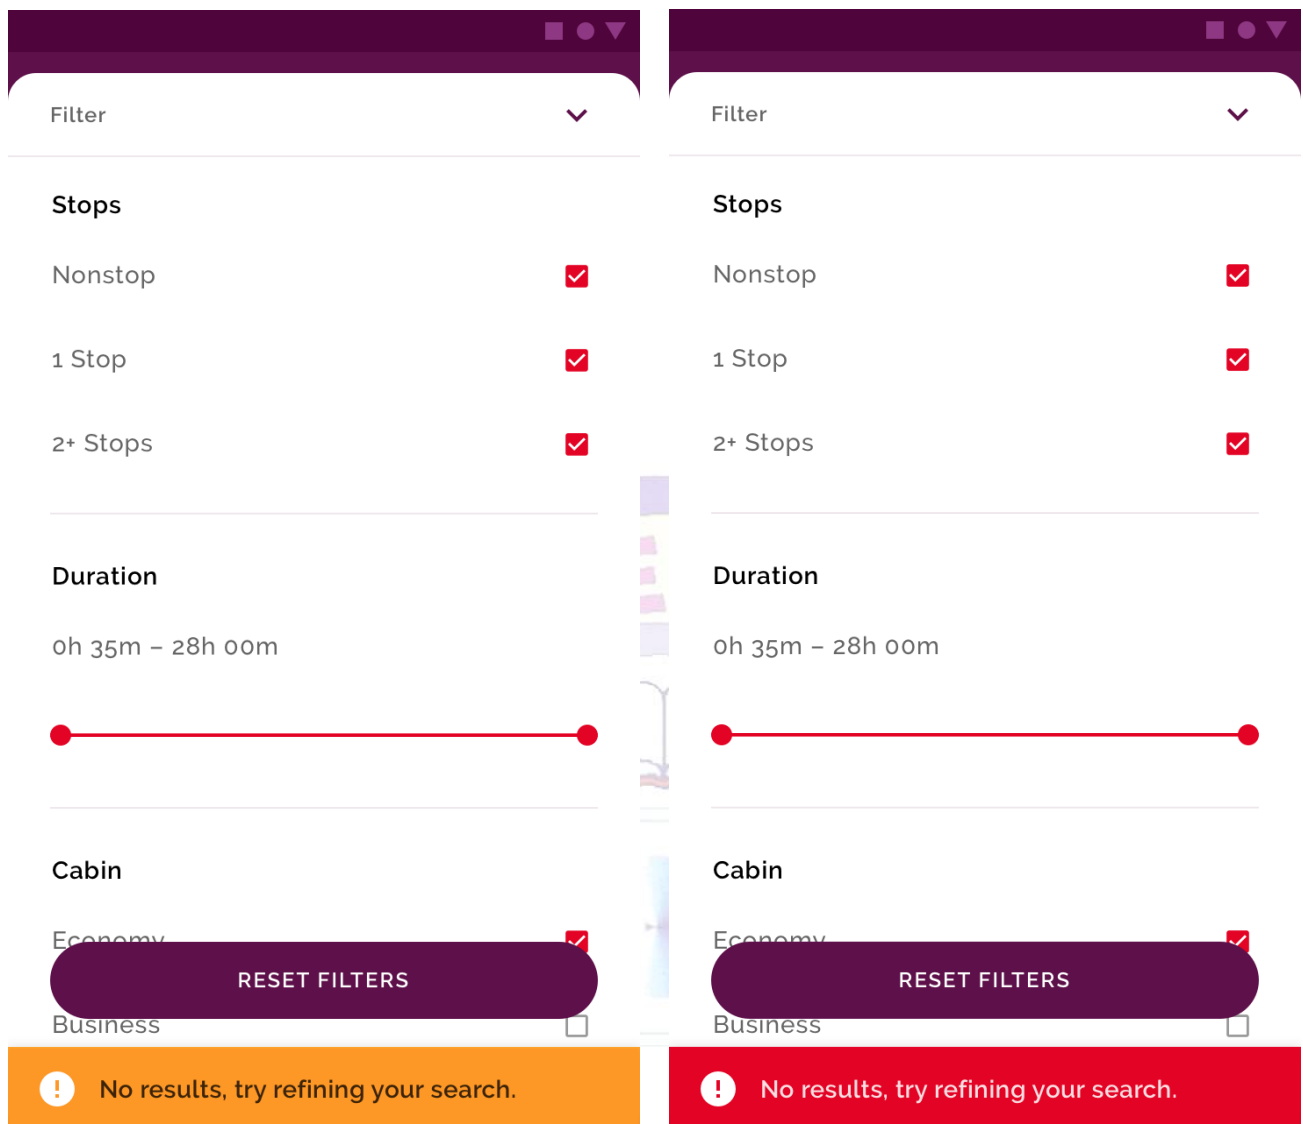 Filter
Stops
Nonstop
1 Stop
2+ Stops
Duration
0h 35m – 28h 00m
Cabin
Economy
RESET FILTERS
Business
No results, try refining your search.
Filter
Stops
Nonstop
1 Stop
2+ Stops
Duration
0h 35m – 28h 00m
Cabin
Economy
RESET FILTERS
Business
No results, try refining your search.